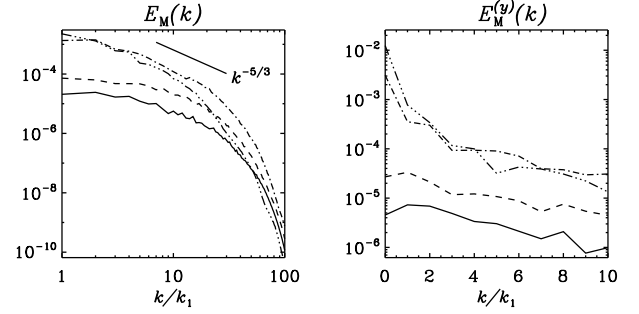 E_M(k)
10^{-4}
10^{-6}
10^{-8}
10^{-10}
k^{-5/3}
1 10 100
k/k_1
E_M^{(y)}(k)
10^{-2}
10^{-3}
10^{-4}
10^{-5}
10^{-6}
0 2 4 6 8 10
k/k_1